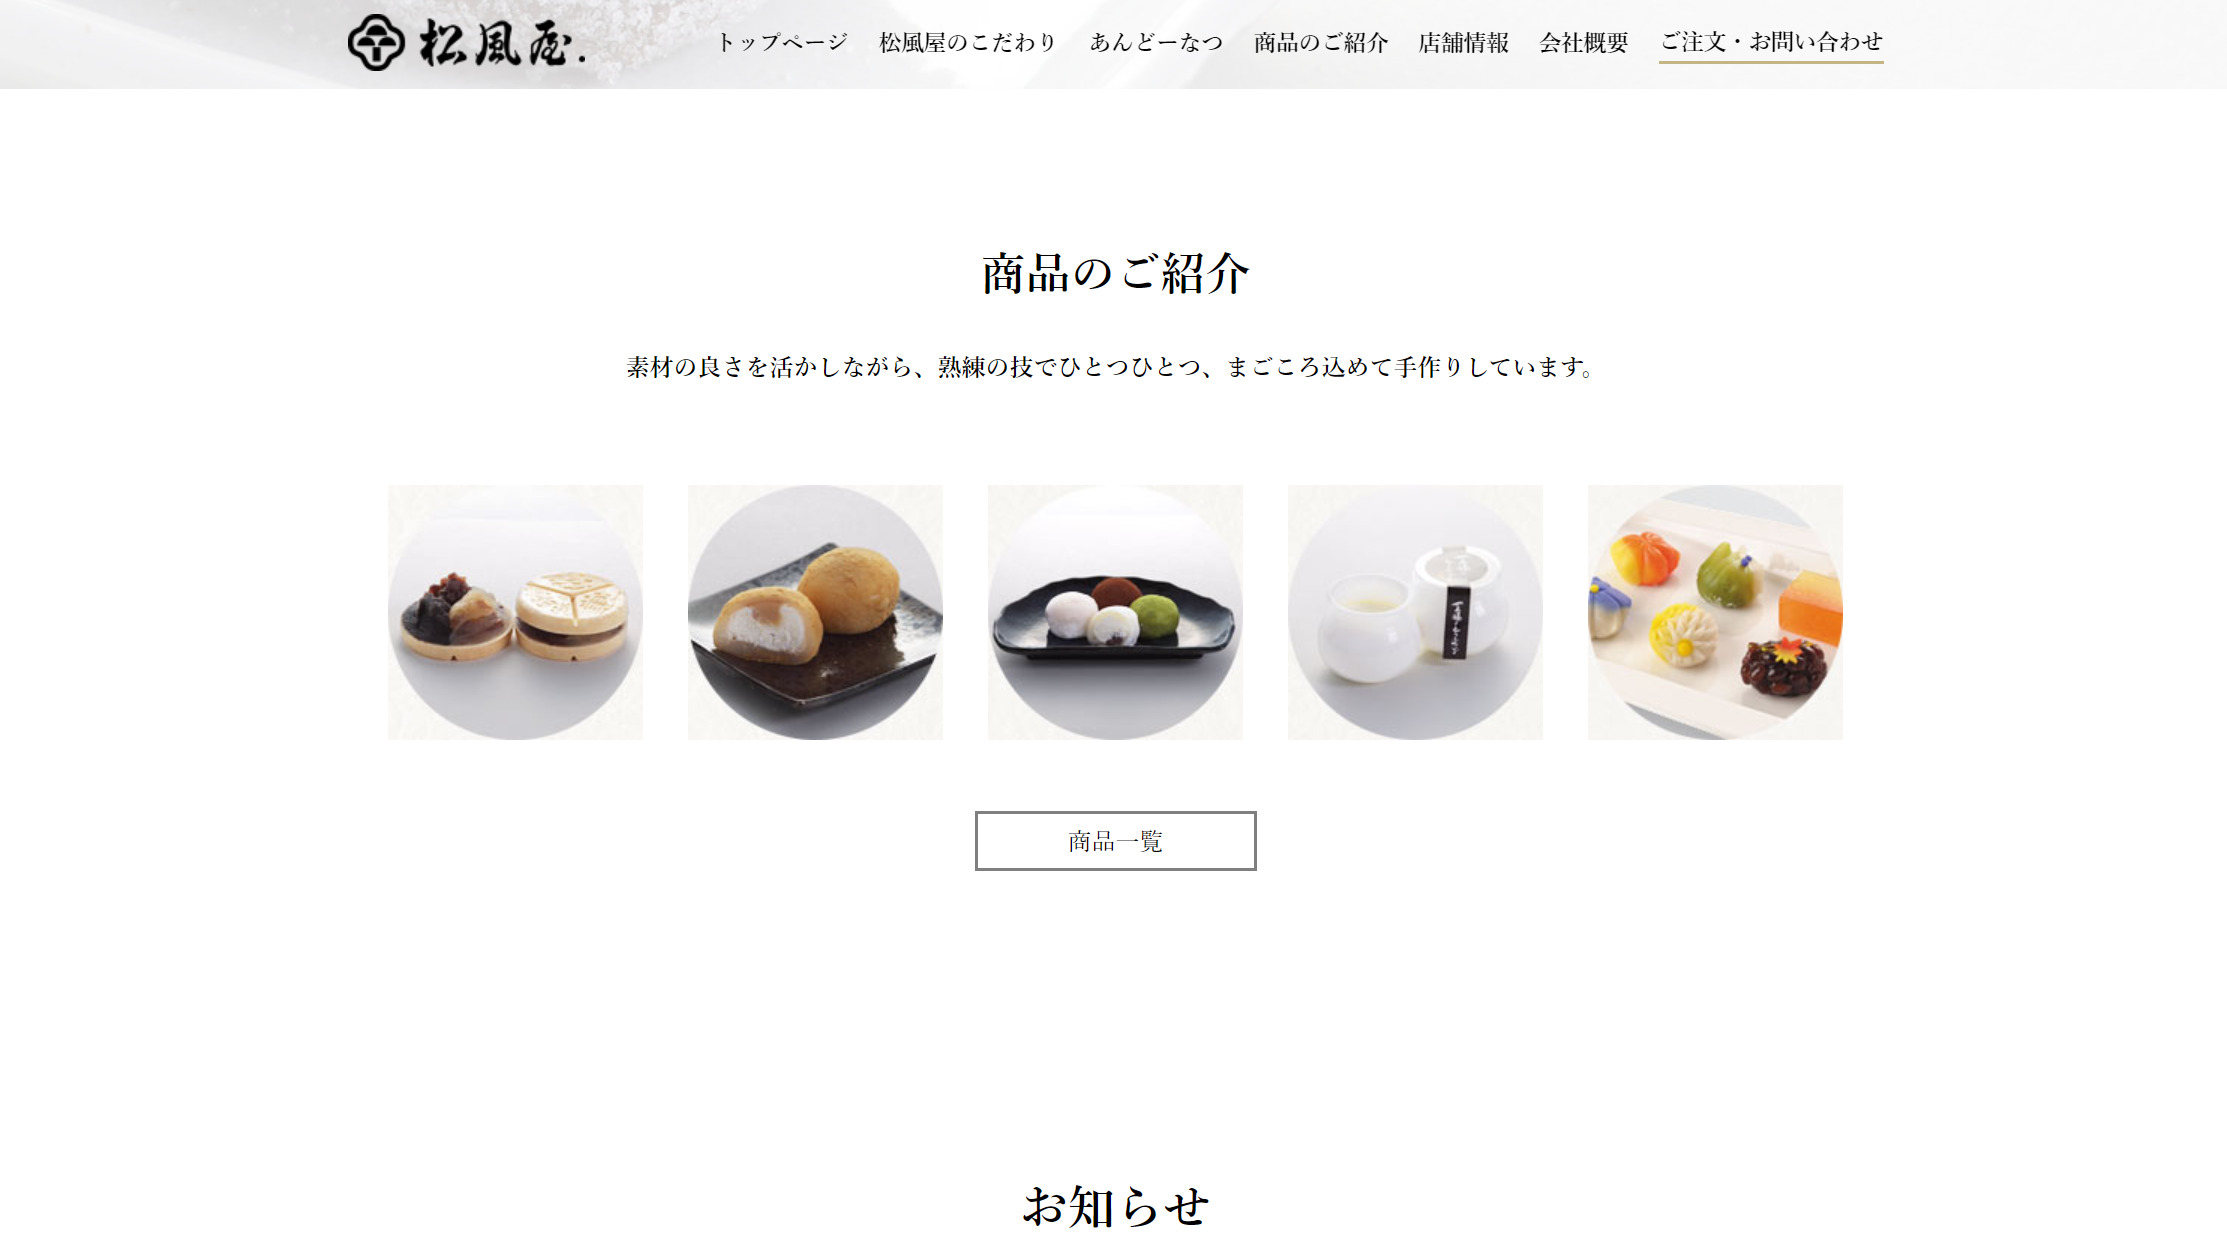 松風屋.
トップページ 松風屋のこだわり あんどーなつ 商品のご紹介 店舗情報 会社概要 ご注文・お問い合わせ
商品のご紹介
素材の良さを活かしながら、熟練の技でひとつひとつ、まごころ込めて手作りしています。
商品一覧
お知らせ